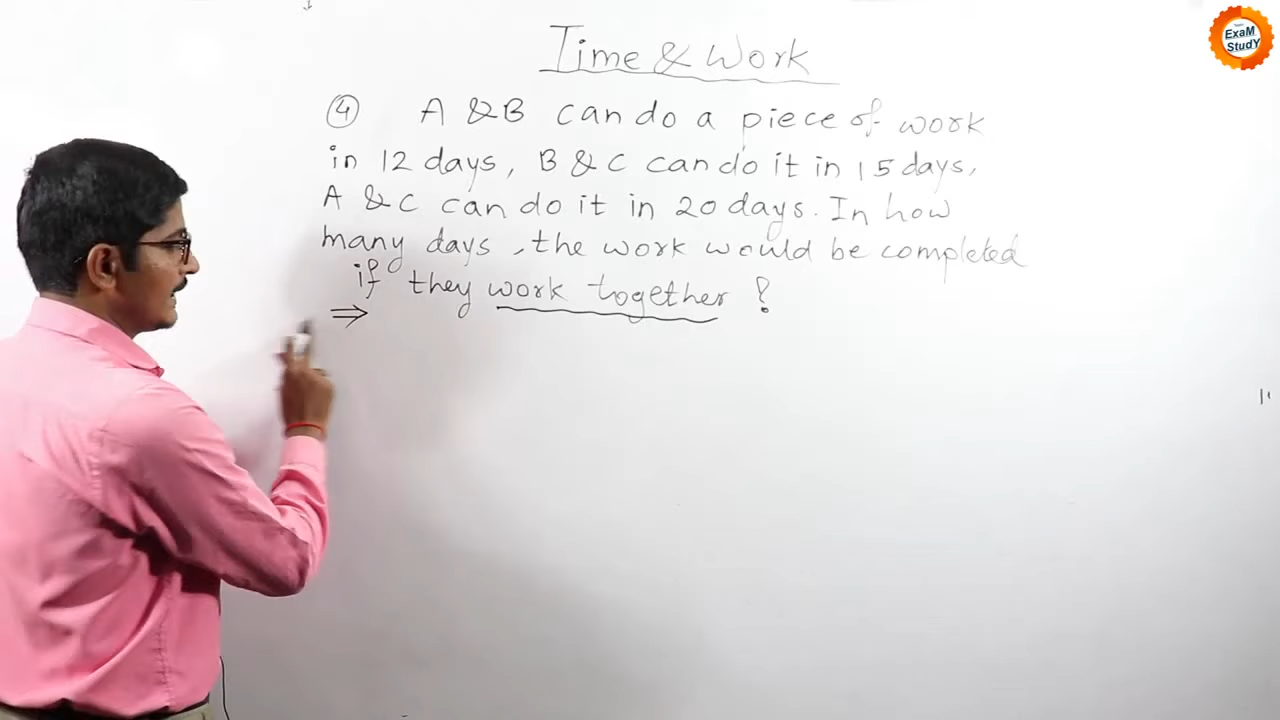 Time & Work
④ A & B can do a piece of work
in 12 days, B & C can do it in 15 days,
A & C can do it in 20 days. In how
many days, the work would be completed
if they work together ?
⇒
ExaM
StudY